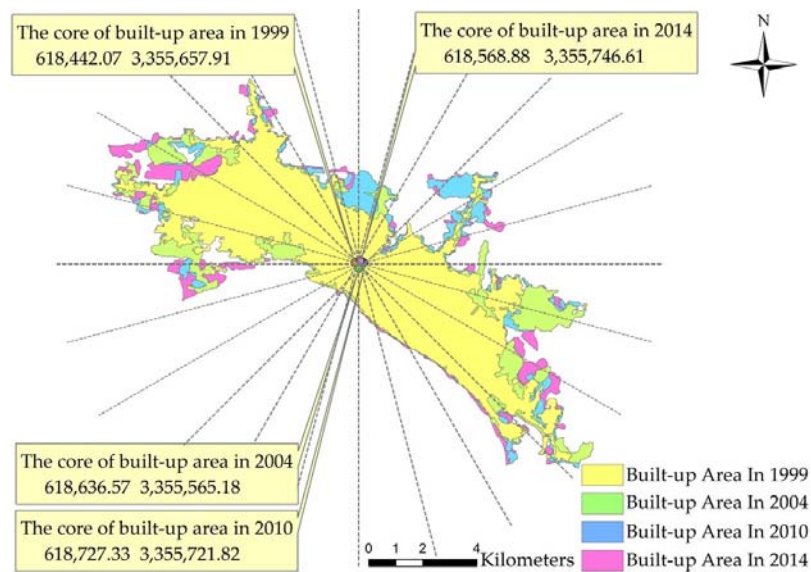 The core of built-up area in 1999
618,442.07 3,355,657.91
The core of built-up area in 2014
618,568.88 3,355,746.61
N
The core of built-up area in 2004
618,636.57 3,355,565.18
The core of built-up area in 2010
618,727.33 3,355,721.82
0 1 2 4
Kilometers
Built-up Area In 1999
Built-up Area In 2004
Built-up Area In 2010
Built-up Area In 2014